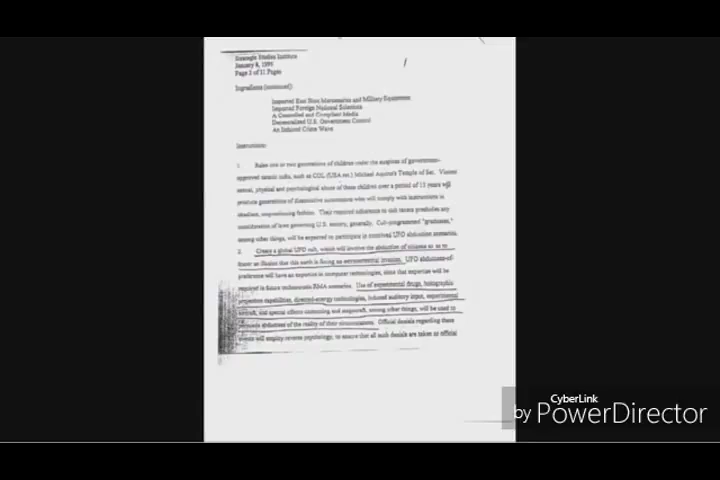 Strategic Studies Institute
January 4, 1995
Page 2 of 11 Pages
Ingredients (continued)
Imported East Bloc Mercenaries and Military Equipment
Imported Foreign National Scientists
A Controlled and Compliant Media
Decentralized U.S. Government Control
An Induced Crime Wave
Instructions:
1. Raise one or two generations of children under the auspices of government-
approved satanic cults, such as COL (USA ret.) Michael Aquino's Temple of Set. Violent
sexual, physical and psychological abuse of these children over a period of 15 years will
produce generations of dissociative automatons who will comply with instructions in
obedient, unquestioning fashion. Their required adherence to cult tenets precludes any
consideration of laws governing U.S. society, generally. Cult-programmed "graduates,"
among other things, will be expected to participate in contrived UFO abduction scenarios.
2. Create a global UFO cult, which will involve the abduction of citizens so as to
foster an illusion that this earth is facing an extraterrestrial invasion. UFO abductees-of-
preference will have an expertise in computer technologies, since that expertise will be
required in future technocratic RMA scenarios. Use of experimental drugs, holographic
projection capabilities, directed-energy technologies, induced auditory input, experimental
aircraft, and special effects costuming and stagecraft, among other things, will be used to
persuade abductees of the reality of their circumstances. Official denials regarding these
events will employ reverse psychology, to ensure that all such denials are taken as official
CyberLink
by PowerDirector